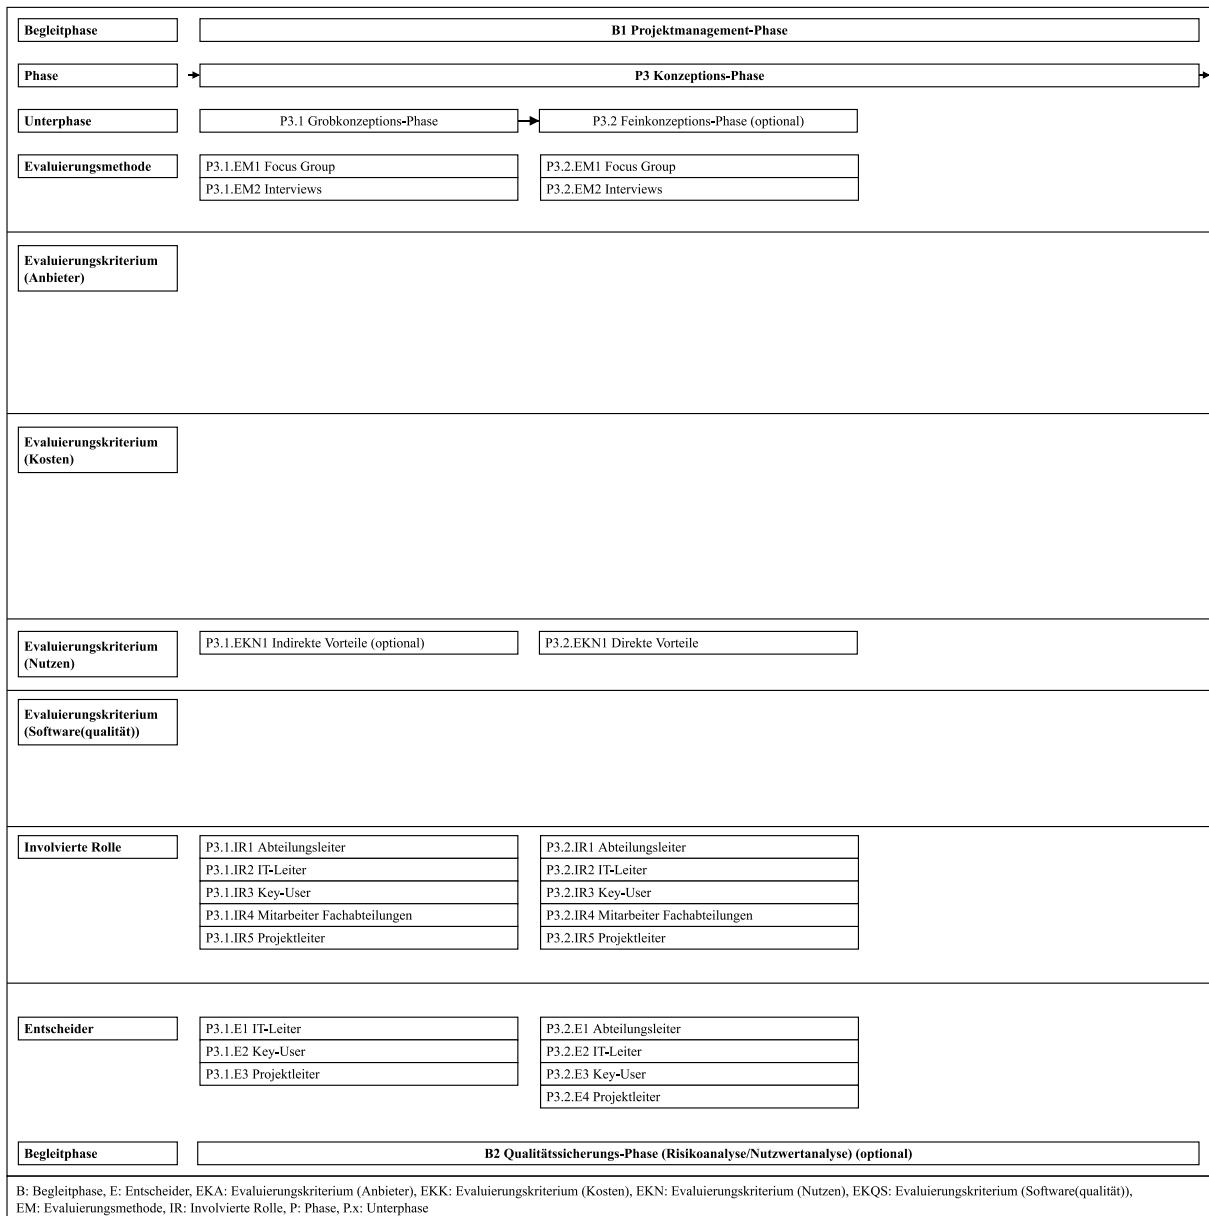 Begleitphase
B1 Projektmanagement-Phase
Phase
P3 Konzeptions-Phase
Unterphase
P3.1 Grobkonzeptions-Phase
P3.2 Feinkonzeptions-Phase (optional)
Evaluierungsmethode
P3.1.EM1 Focus Group
P3.2.EM1 Focus Group
P3.1.EM2 Interviews
P3.2.EM2 Interviews
Evaluierungskriterium
(Anbieter)
Evaluierungskriterium
(Kosten)
Evaluierungskriterium
(Nutzen)
P3.1.EKN1 Indirekte Vorteile (optional)
P3.2.EKN1 Direkte Vorteile
Evaluierungskriterium
(Software(qualität))
Involvierte Rolle
P3.1.IR1 Abteilungsleiter
P3.2.IR1 Abteilungsleiter
P3.1.IR2 IT-Leiter
P3.2.IR2 IT-Leiter
P3.1.IR3 Key-User
P3.2.IR3 Key-User
P3.1.IR4 Mitarbeiter Fachabteilungen
P3.2.IR4 Mitarbeiter Fachabteilungen
P3.1.IR5 Projektleiter
P3.2.IR5 Projektleiter
Entscheider
P3.1.E1 IT-Leiter
P3.2.E1 Abteilungsleiter
P3.1.E2 Key-User
P3.2.E2 IT-Leiter
P3.1.E3 Projektleiter
P3.2.E3 Key-User
P3.2.E4 Projektleiter
Begleitphase
B2 Qualitätssicherungs-Phase (Risikoanalyse/Nutzwertanalyse) (optional)
B: Begleitphase, E: Entscheider, EKA: Evaluierungskriterium (Anbieter), EKK: Evaluierungskriterium (Kosten), EKN: Evaluierungskriterium (Nutzen), EKQS: Evaluierungskriterium (Software(qualität)),
EM: Evaluierungsmethode, IR: Involvierte Rolle, P: Phase, P.x: Unterphase